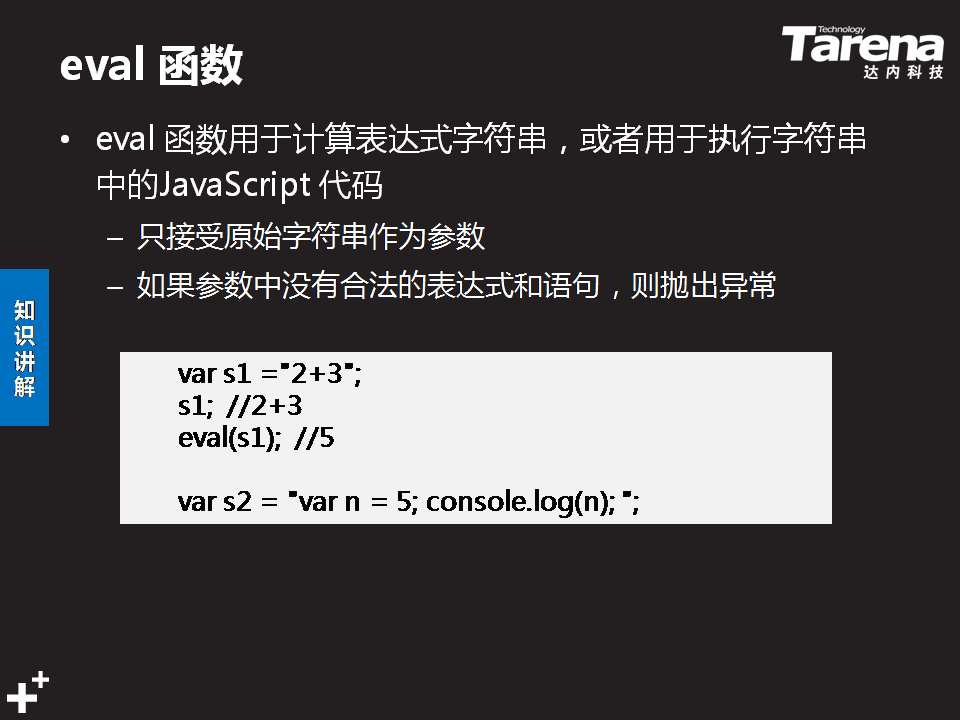 eval 函数
Technology
Tarena
达内科技
• eval 函数用于计算表达式字符串，或者用于执行字符串
中的JavaScript 代码
– 只接受原始字符串作为参数
– 如果参数中没有合法的表达式和语句，则抛出异常
知
识
讲
解
var s1 ="2+3";
s1; //2+3
eval(s1); //5
var s2 = "var n = 5; console.log(n); ";